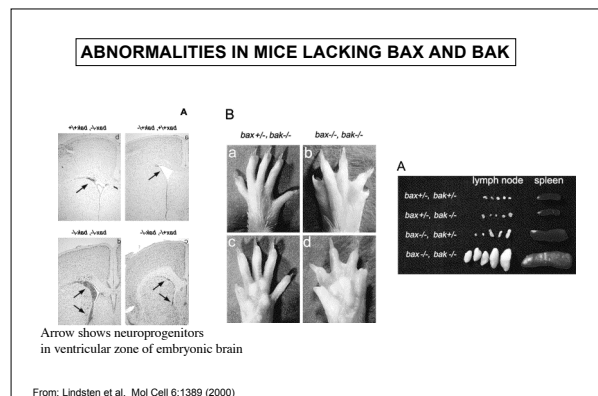 ABNORMALITIES IN MICE LACKING BAX AND BAK
A
B
bax+/-, bak-/-
bax-/-, bak-/-
a
b
c
d
Arrow shows neuroprogenitors
in ventricular zone of embryonic brain
A
lymph node spleen
bax+/-, bak+/-
bax+/-, bak-/-
bax-/-, bak+/-
bax-/-, bak-/-
From: Lindsten et al. Mol Cell 6:1389 (2000)